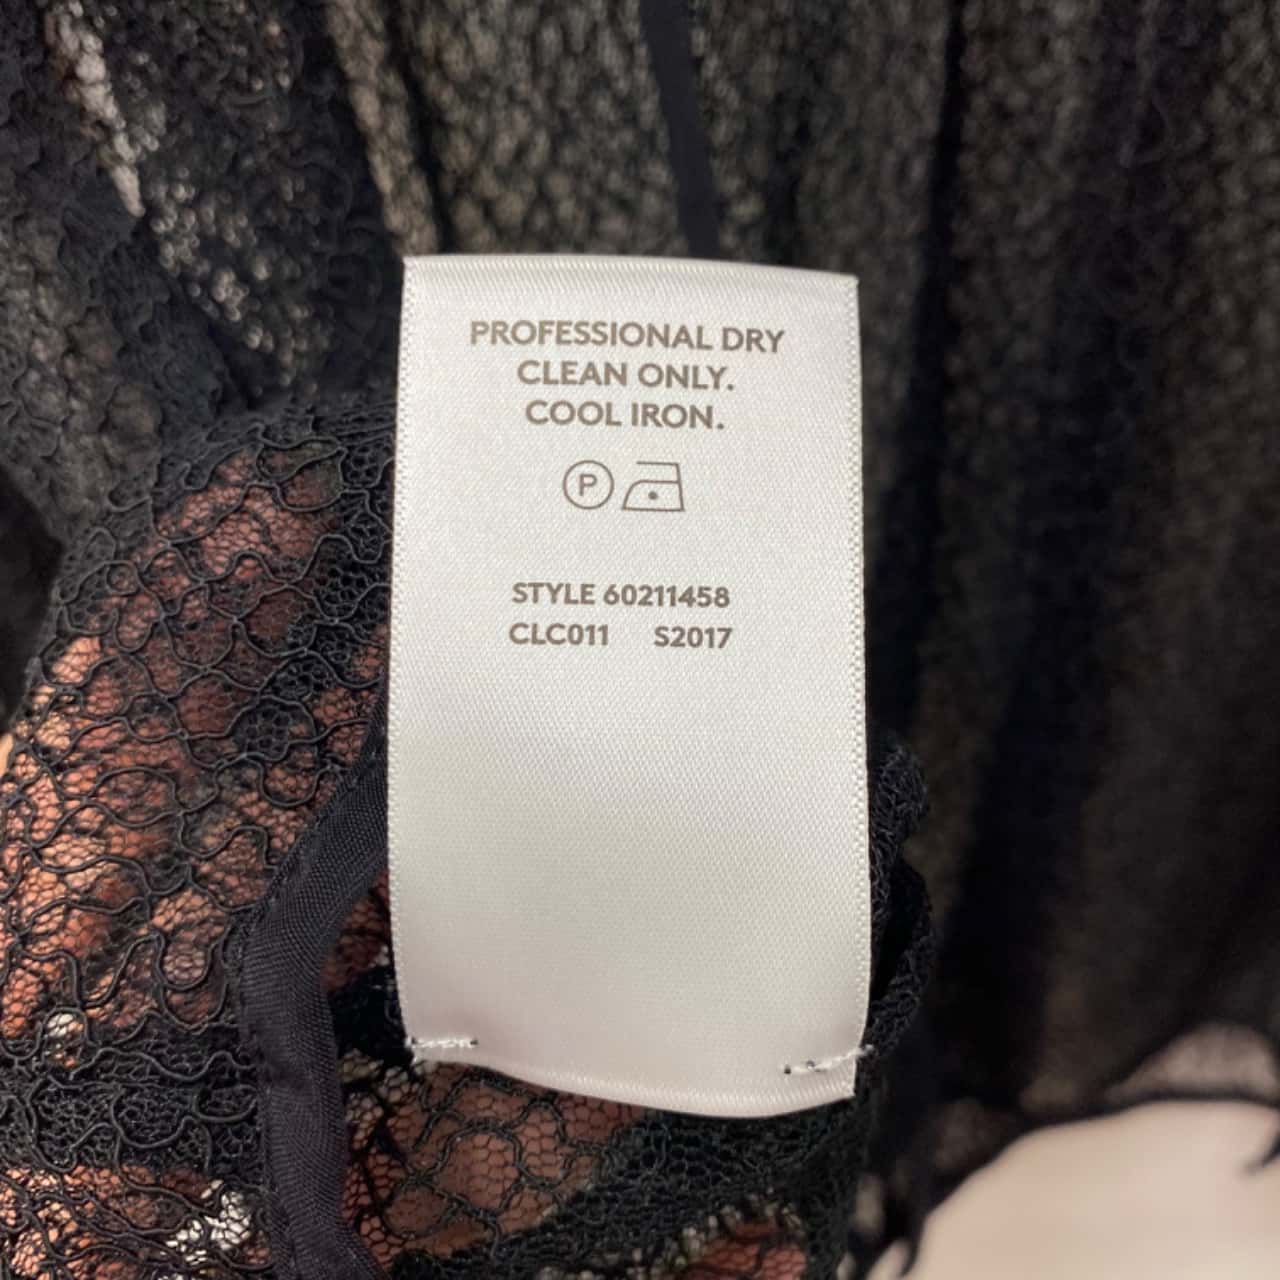 PROFESSIONAL DRY
CLEAN ONLY.
COOL IRON.
P
STYLE 60211458
CLC011 S2017